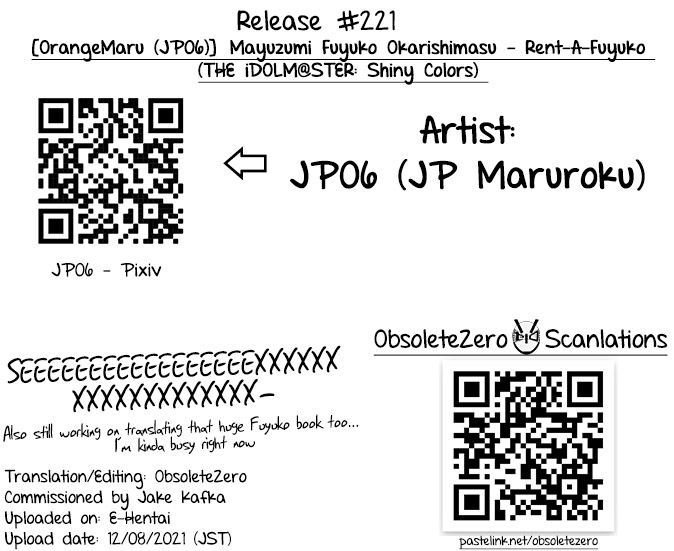 Release #221
[OrangeMaru (JP06)] Mayuzumi Fuyuko Okarishimasu - Rent-A-Fuyuko
(THE iDOLM@STER: Shiny Colors)
Artist:
JP06 (JP Maruroku)
JP06 - Pixiv
SEEEEEEEEEEEEEEEEEXXXXXX
XXXXXXXXXXXXX-
Also still working on translating that huge Fuyuko book too...
I'm kinda busy right now
Translation/Editing: ObsoleteZero
Commissioned by Jake Kafka
Uploaded on: E-Hentai
Upload date: 12/08/2021 (JST)
ObsoleteZero Scanlations
pastelink.net/obsoletezero